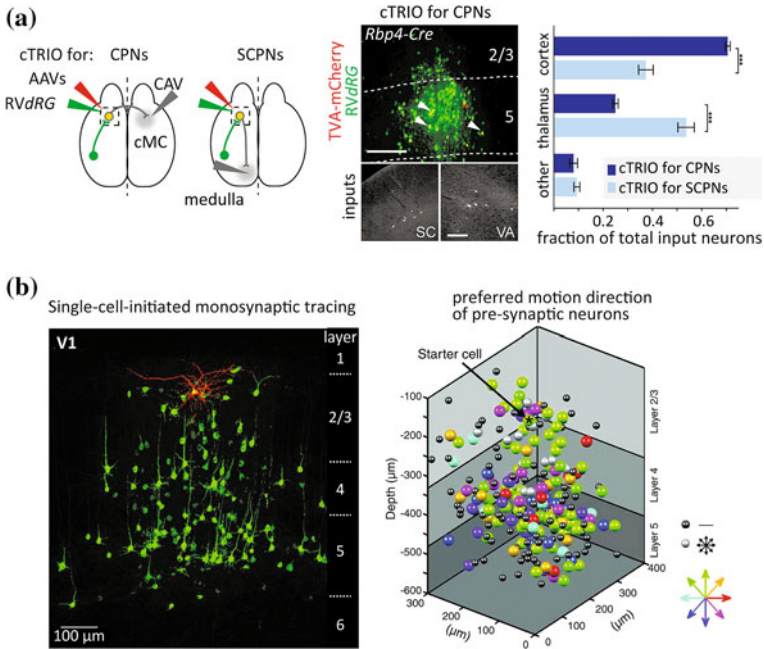 (a)
cTRIO for: CPNs SCPNs
AAVs
RVdRG
CAV
cMC
medulla
cTRIO for CPNs
Rbp4-Cre
TVA-mCherry
RVdRG
2/3
5
inputs
SC
VA
cortex
thalamus
other
***
***
cTRIO for CPNs
cTRIO for SCPNs
0.2 0.4 0.6
fraction of total input neurons
(b)
Single-cell-initiated monosynaptic tracing
V1
layer
1
2/3
4
5
6
100 µm
preferred motion direction
of pre-synaptic neurons
Starter cell
Depth (µm)
-100
-200
-300
-400
-500
-600
Layer 2/3
Layer 4
Layer 5
300
200
100
0
(µm)
0
100
200
300
400
(µm)